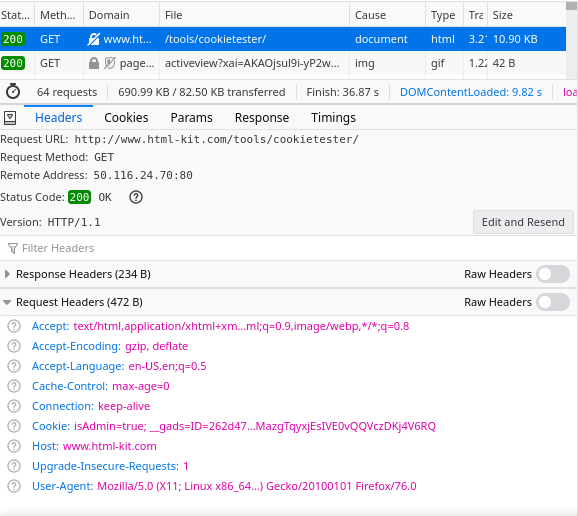 Stat... Meth... Domain File Cause Type Tra Size
200 GET www.ht... /tools/cookietester/ document html 10.90 KB
200 GET page... activeview?xai=AKAOjsul9i-yP2w... img gif 42 B
64 requests 690.99 KB / 82.50 KB transferred Finish: 36.87 s DOMContentLoaded: 9.82 s loa
Headers Cookies Params Response Timings
Request URL: http://www.html-kit.com/tools/cookietester/
Request Method: GET
Remote Address: 50.116.24.70:80
Status Code: 200 OK ?
Version: HTTP/1.1 Edit and Resend
Filter Headers
Response Headers (234 B) Raw Headers
Request Headers (472 B) Raw Headers
? Accept: text/html,application/xhtml+xm...ml;q=0.9,image/webp,*/*;q=0.8
? Accept-Encoding: gzip, deflate
? Accept-Language: en-US,en;q=0.5
? Cache-Control: max-age=0
? Connection: keep-alive
? Cookie: isAdmin=true; __gads=ID=262d47...MazgTqyxjEsIVE0vQQVczDKj4V6RQ
? Host: www.html-kit.com
? Upgrade-Insecure-Requests: 1
? User-Agent: Mozilla/5.0 (X11; Linux x86_64...) Gecko/20100101 Firefox/76.0